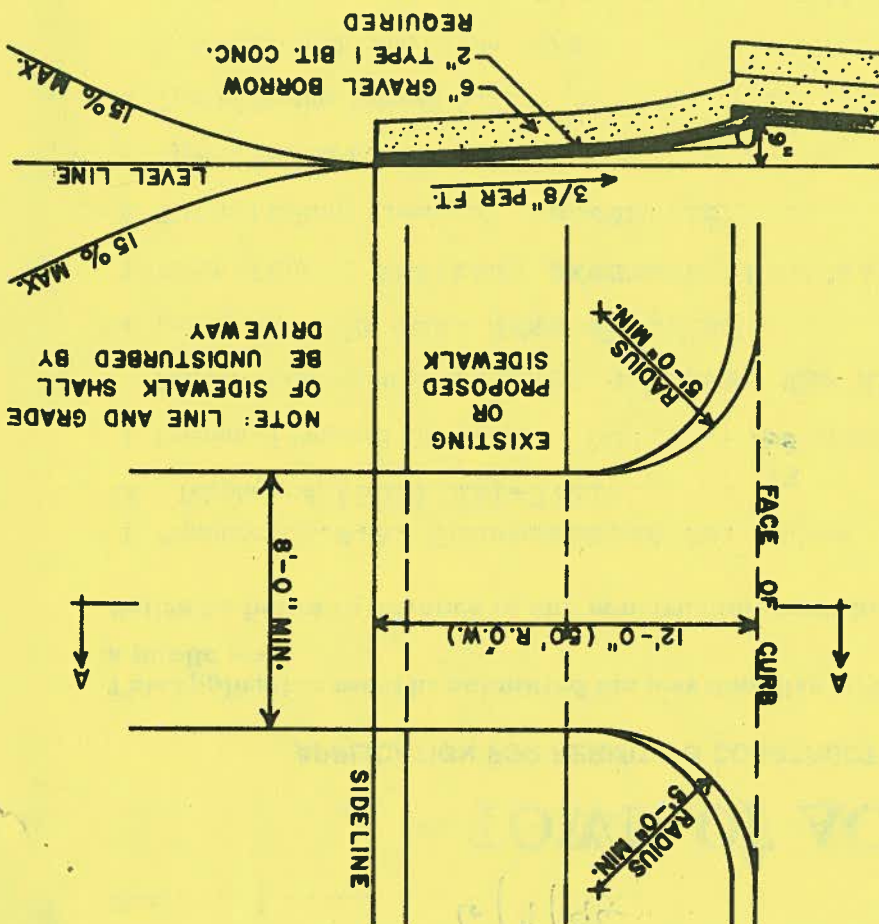 RADIUS
5'-0" MIN.
SIDELINE
A
A
12'-0" (50' R.O.W.)
8'-0" MIN.
FACE OF CURB
EXISTING
OR
PROPOSED
SIDEWALK
RADIUS
5'-0" MIN.
NOTE: LINE AND GRADE
OF SIDEWALK SHALL
BE UNDISTURBED BY
DRIVEWAY
15% MAX.
3/8" PER FT.
LEVEL LINE
6"
15% MAX.
6" GRAVEL BORROW
2" TYPE I BIT. CONC.
REQUIRED